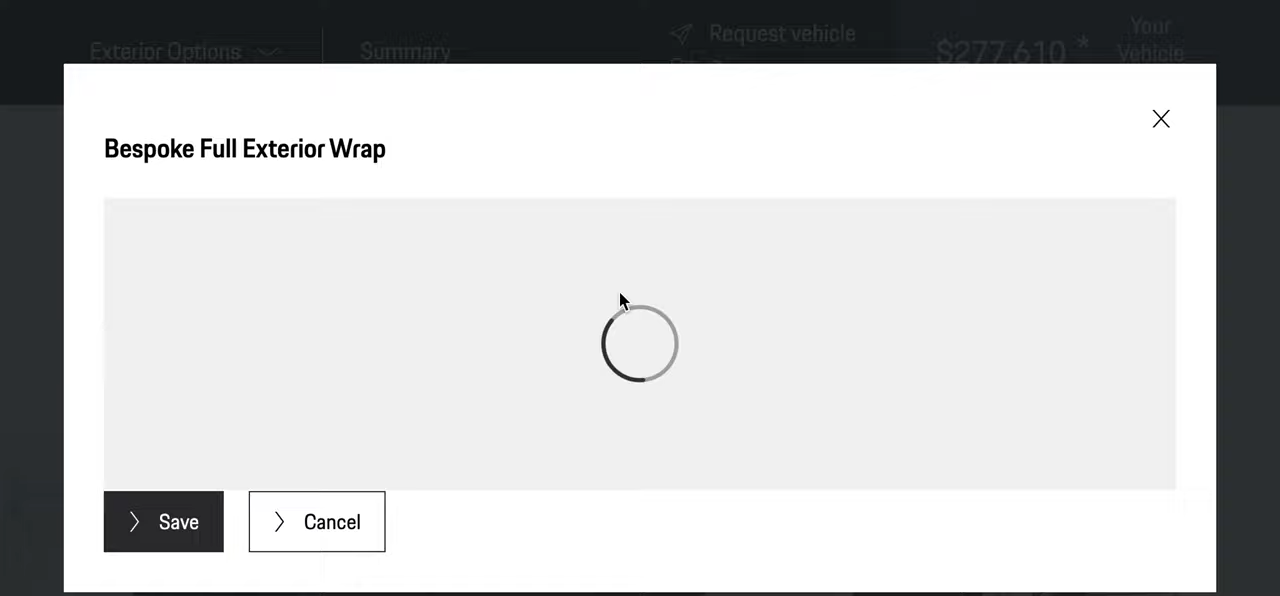 Exterior Options
Summary
Request vehicle
$277,610 *
Your
Vehicle
Bespoke Full Exterior Wrap
Save
Cancel